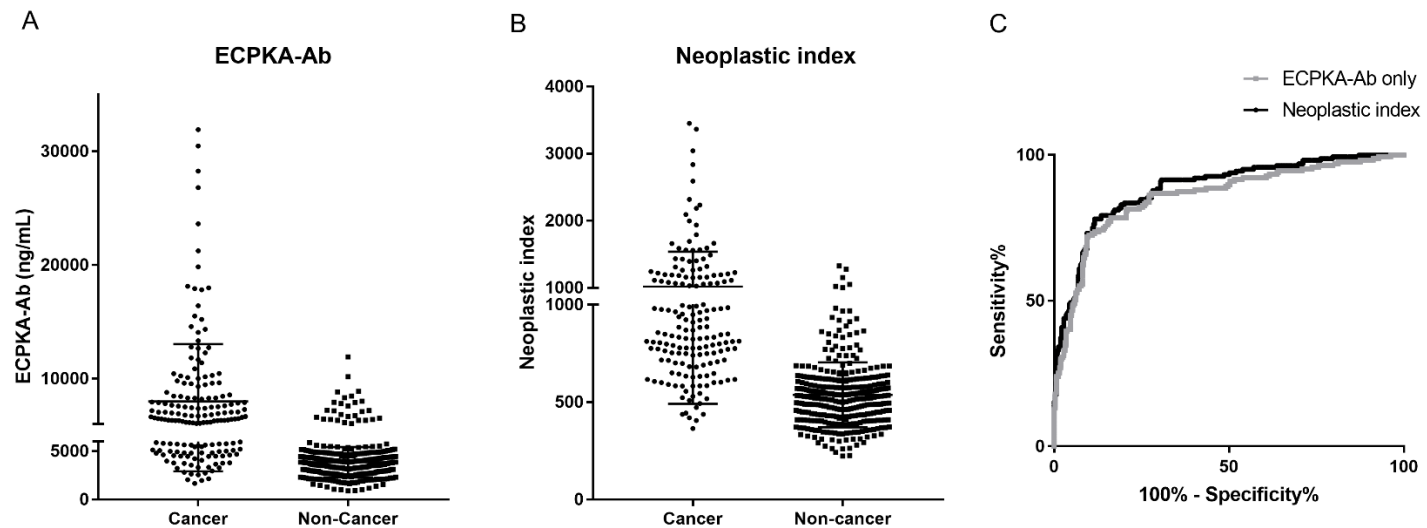 A
ECPKA-Ab
ECPKA-Ab (ng/mL)
30000
20000
10000
5000
0
Cancer Non-Cancer
B
Neoplastic index
Neoplastic index
4000
3000
2000
1000
1000
500
0
Cancer Non-cancer
C
ECPKA-Ab only
Neoplastic index
Sensitivity%
100
50
0
0 50 100
100% - Specificity%